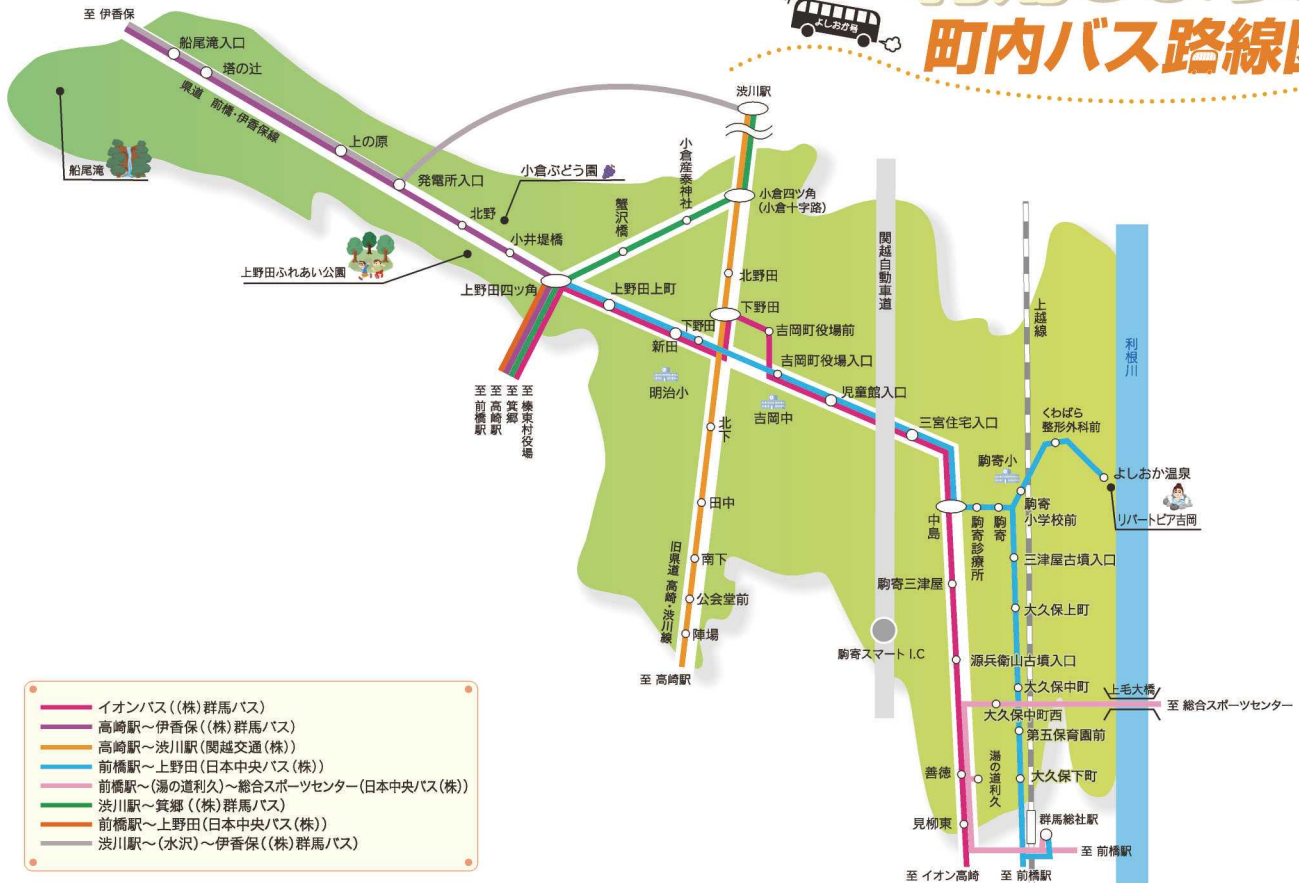 よしおか号
町内バス路線図
至 伊香保
船尾滝入口
塔の辻
県道 前橋・伊香保線
船尾滝
上の原
発電所入口
北野
小倉ぶどう園
小井堤橋
上野田ふれあい公園
上野田四ツ角
渋川駅
小倉産泰神社
蟹沢橋
小倉四ツ角
(小倉十字路)
北野田
下野田
上野田上町
下野田
新田
吉岡町役場前
吉岡町役場入口
明治小
吉岡中
児童館入口
三宮住宅入口
関越自動車道
上越線
利根川
至 前橋駅
至 高崎駅
至 箕郷
至 榛東村役場
北下
田中
南下
公会堂前
陣場
旧県道 高崎・渋川線
至 高崎駅
くわばら
整形外科前
駒寄小
よしおか温泉
リバートピア吉岡
駒寄
小学校前
中島
駒寄診療所
駒寄
三津屋古墳入口
駒寄三津屋
大久保上町
駒寄スマート I.C
源兵衛山古墳入口
大久保中町
上毛大橋
至 総合スポーツセンター
大久保中町西
第五保育園前
善徳
湯の道利久
大久保下町
見柳東
群馬総社駅
至 前橋駅
至 イオン高崎
至 前橋駅
イオンバス((株)群馬バス)
高崎駅～伊香保((株)群馬バス)
高崎駅～渋川駅(関越交通(株))
前橋駅～上野田(日本中央バス(株))
前橋駅～(湯の道利久)～総合スポーツセンター(日本中央バス(株))
渋川駅～箕郷((株)群馬バス)
前橋駅～上野田(日本中央バス(株))
渋川駅～(水沢)～伊香保((株)群馬バス)